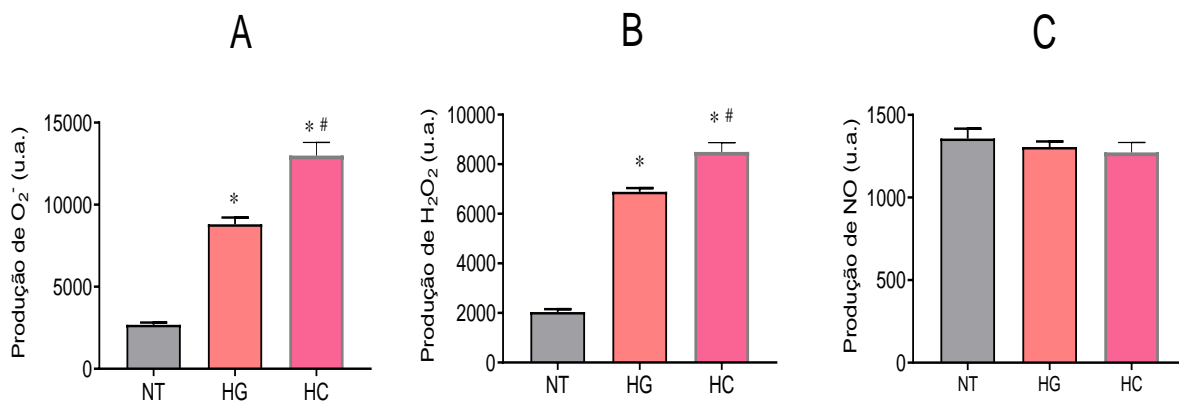 A
Produção de O₂⁻ (u.a.)
15000
10000
5000
0
*
* #
NT
HG
HC
B
Produção de H₂O₂ (u.a.)
10000
8000
6000
4000
2000
0
*
* #
NT
HG
HC
C
Produção de NO (u.a.)
1500
1000
500
0
NT
HG
HC